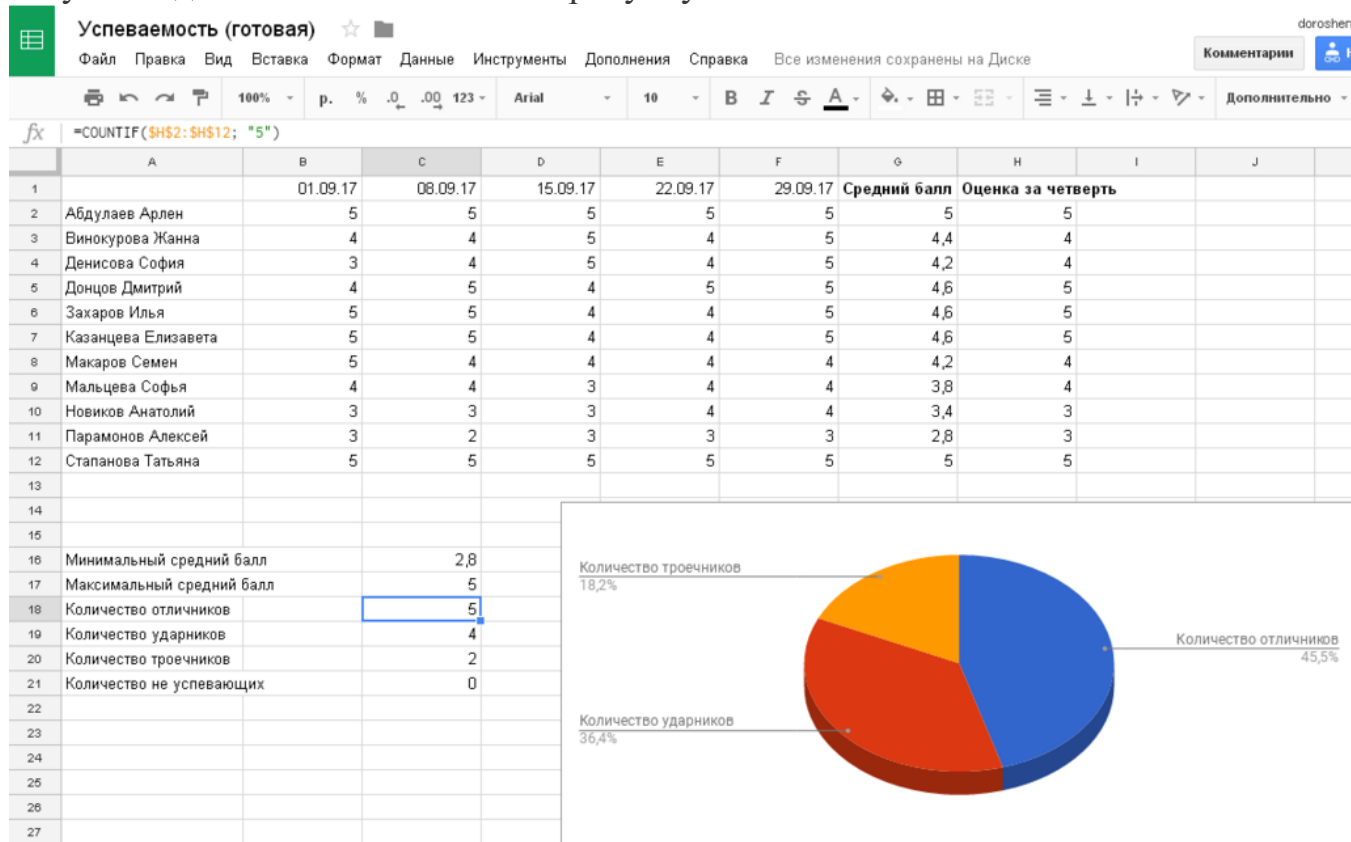 Успеваемость (готовая)
doroshen
Файл Правка Вид Вставка Формат Данные Инструменты Дополнения Справка Все изменения сохранены на Диске
Комментарии
100% р. % .0 .00 123 Arial 10 B I S A Дополнительно
fx =COUNTIF($H$2:$H$12; "5")
A B C D E F G H I J
1 01.09.17 08.09.17 15.09.17 22.09.17 29.09.17 Средний балл Оценка за четверть
2 Абдулаев Арлен 5 5 5 5 5 5 5
3 Винокурова Жанна 4 4 5 4 5 4,4 4
4 Денисова София 3 4 5 4 5 4,2 4
5 Донцов Дмитрий 4 5 4 5 5 4,6 5
6 Захаров Илья 5 5 4 4 5 4,6 5
7 Казанцева Елизавета 5 5 4 4 5 4,6 5
8 Макаров Семен 5 4 4 4 4 4,2 4
9 Мальцева Софья 4 4 3 4 4 3,8 4
10 Новиков Анатолий 3 3 3 4 4 3,4 3
11 Парамонов Алексей 3 2 3 3 3 2,8 3
12 Стапанова Татьяна 5 5 5 5 5 5 5
13
14
15
16 Минимальный средний балл 2,8
17 Максимальный средний балл 5
18 Количество отличников 5
19 Количество ударников 4
20 Количество троечников 2
21 Количество не успевающих 0
22
23
24
25
26
27
Количество троечников
18,2%
Количество отличников
45,5%
Количество ударников
36,4%